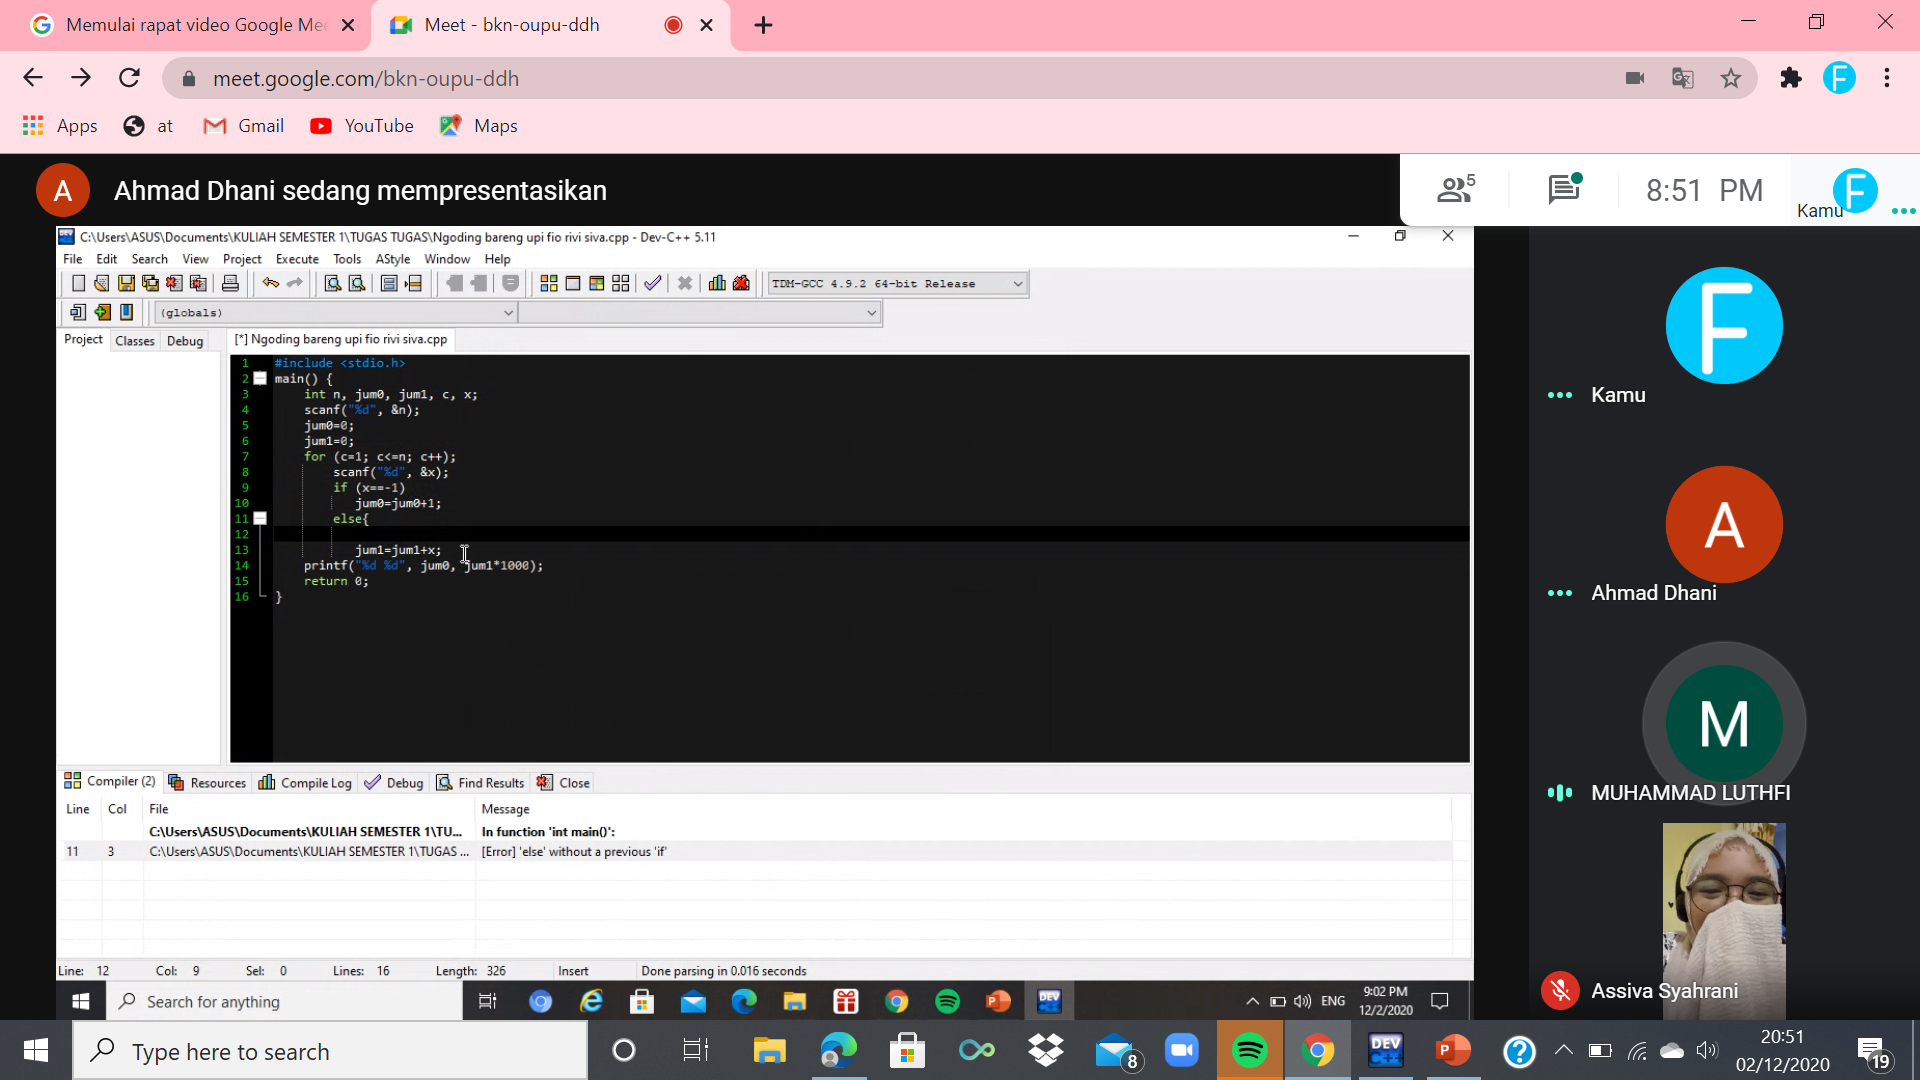 Memulai rapat video Google Mee
Meet - bkn-oupu-ddh
meet.google.com/bkn-oupu-ddh
Apps
at
Gmail
YouTube
Maps
A
Ahmad Dhani sedang mempresentasikan
5
8:51 PM
F
Kamu
C:\Users\ASUS\Documents\KULIAH SEMESTER 1\TUGAS TUGAS\Ngoding bareng upi fio rivi siva.cpp - Dev-C++ 5.11
File Edit Search View Project Execute Tools AStyle Window Help
TDM-GCC 4.9.2 64-bit Release
(globals)
Project Classes Debug
[*] Ngoding bareng upi fio rivi siva.cpp
1 #include <stdio.h>
2 main() {
3 int n, jum0, jum1, c, x;
4 scanf("%d", &n);
5 jum0=0;
6 jum1=0;
7 for (c=1; c<=n; c++);
8 scanf("%d", &x);
9 if (x==-1)
10 jum0=jum0+1;
11 else{
12
13 jum1=jum1+x;
14 printf("%d %d", jum0, jum1*1000);
15 return 0;
16 }
Compiler (2) Resources Compile Log Debug Find Results Close
Line Col File Message
C:\Users\ASUS\Documents\KULIAH SEMESTER 1\TU... In function 'int main()':
11 3 C:\Users\ASUS\Documents\KULIAH SEMESTER 1\TUGAS ... [Error] 'else' without a previous 'if'
Line: 12 Col: 9 Sel: 0 Lines: 16 Length: 326 Insert Done parsing in 0.016 seconds
Search for anything
ENG
9:02 PM
12/2/2020
F
Kamu
A
Ahmad Dhani
M
MUHAMMAD LUTHFI
Assiva Syahrani
Type here to search
8
DEV
C++
20:51
02/12/2020
19